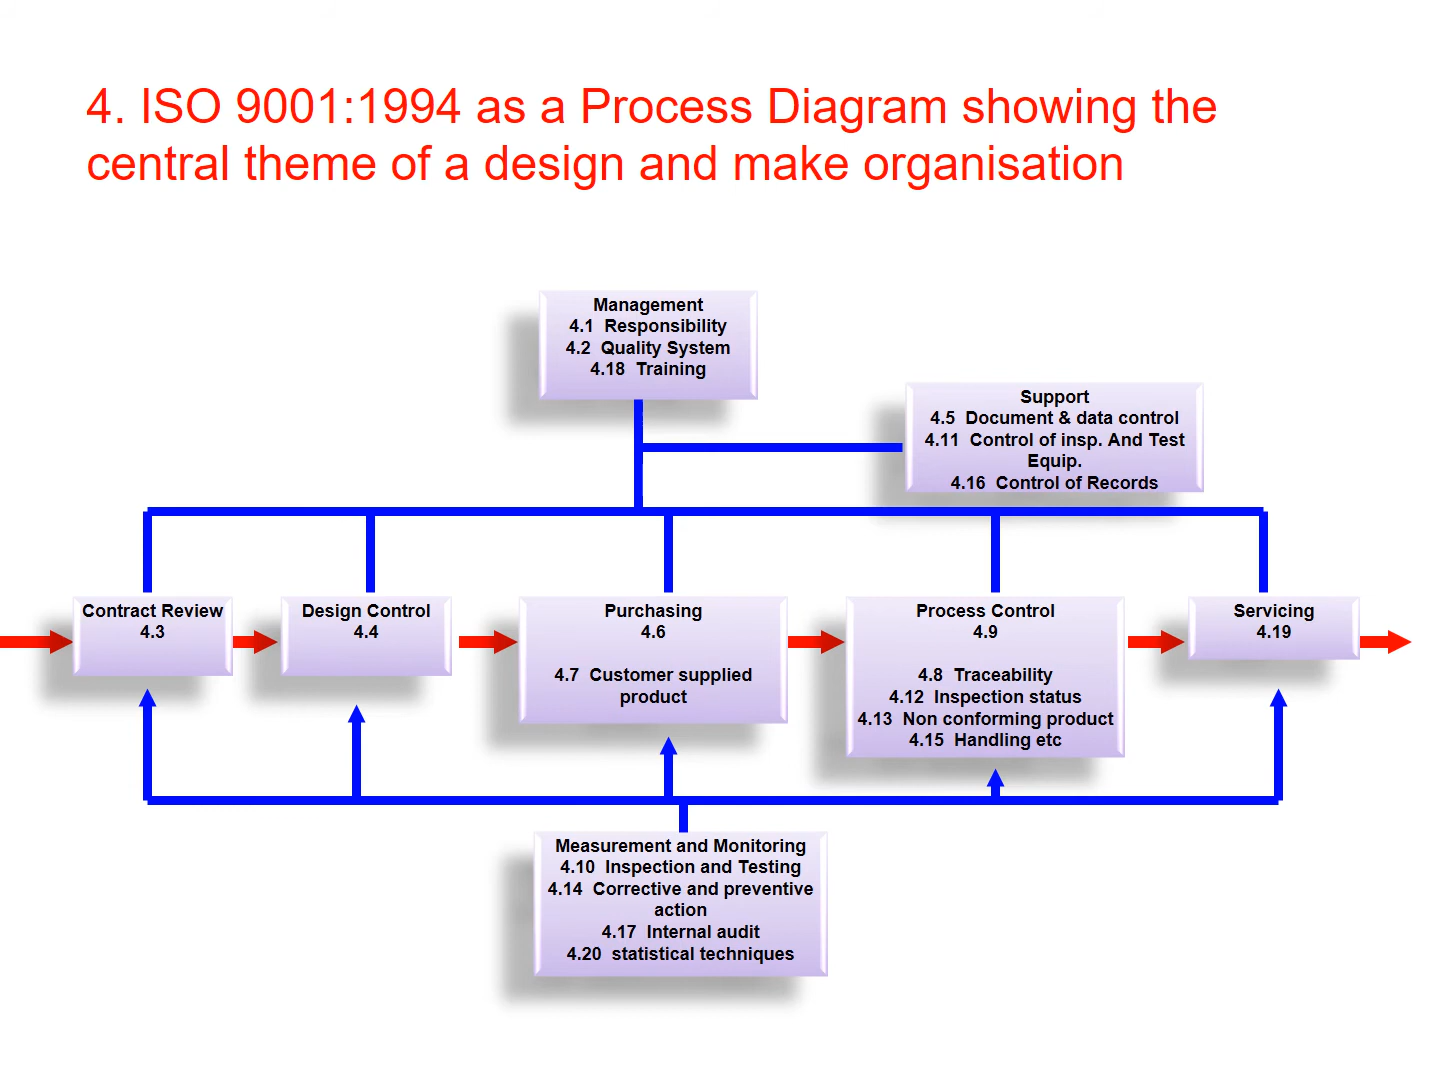 4. ISO 9001:1994 as a Process Diagram showing the
central theme of a design and make organisation
Management
4.1 Responsibility
4.2 Quality System
4.18 Training
Support
4.5 Document & data control
4.11 Control of insp. And Test
Equip.
4.16 Control of Records
Contract Review
4.3
Design Control
4.4
Purchasing
4.6
4.7 Customer supplied
product
Process Control
4.9
4.8 Traceability
4.12 Inspection status
4.13 Non conforming product
4.15 Handling etc
Servicing
4.19
Measurement and Monitoring
4.10 Inspection and Testing
4.14 Corrective and preventive
action
4.17 Internal audit
4.20 statistical techniques